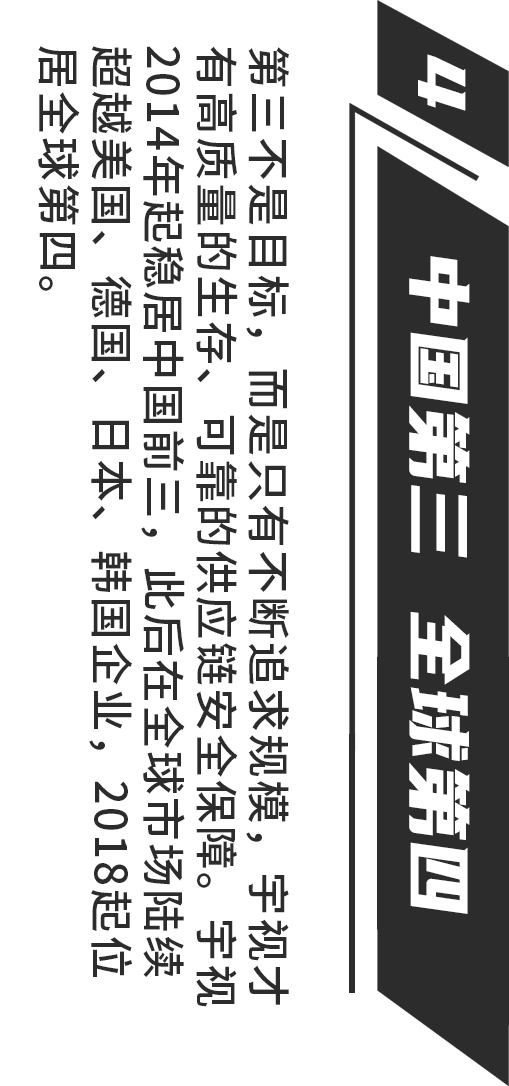 4
中国第三 全球第四
第三不是目标，而是只有不断追求规模，宇视才
有高质量的生存、可靠的供应链安全保障。宇视
2014年起稳居中国前三，此后在全球市场陆续
超越美国、德国、日本、韩国企业，2018起位
居全球第四。